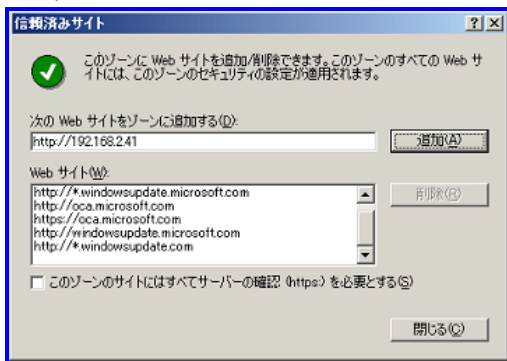 信頼済みサイト
このゾーンに Web サイトを追加/削除できます。このゾーンのすべての Web サ
イトには、このゾーンのセキュリティの設定が適用されます。
次の Web サイトをゾーンに追加する(D):
http://192.168.2.41
追加(A)
Web サイト(W):
http://*.windowsupdate.microsoft.com
http://oca.microsoft.com
https://oca.microsoft.com
http://windowsupdate.microsoft.com
http://*.windowsupdate.com
削除(R)
このゾーンのサイトにはすべてサーバーの確認 (https:) を必要とする(S)
閉じる(C)